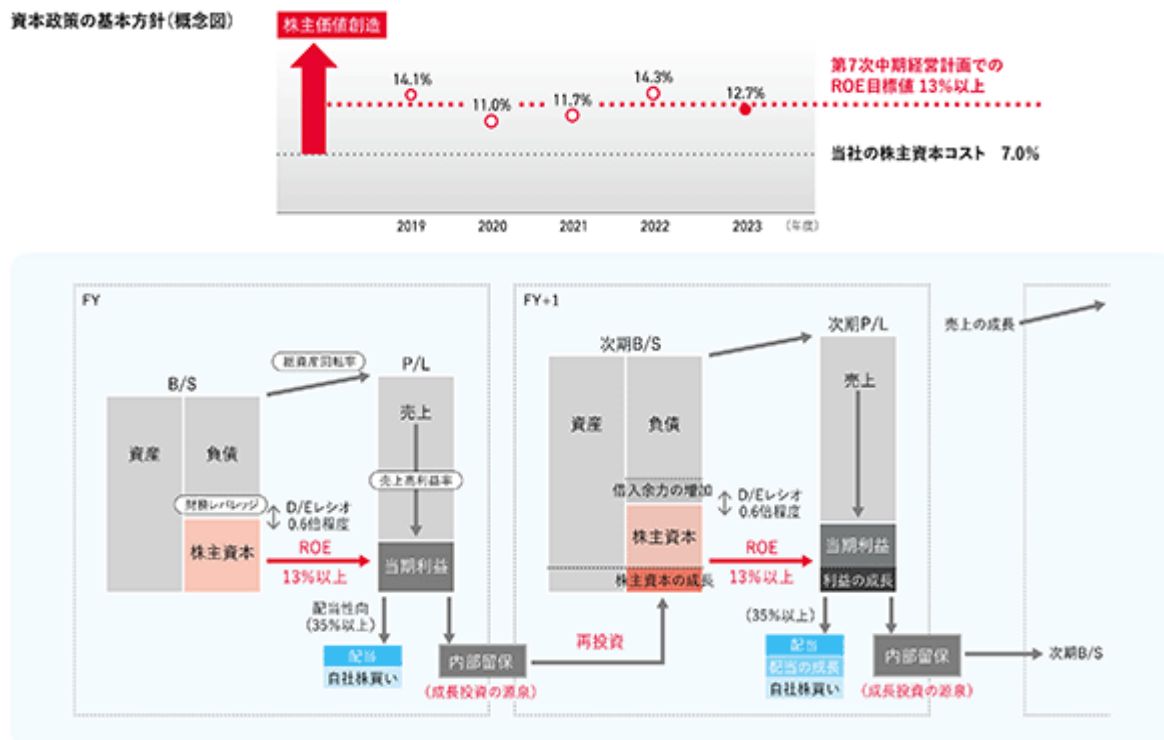 資本政策の基本方針(概念図)
株主価値創造
14.1%
11.0%
11.7%
14.3%
12.7%
第7次中期経営計画での
ROE目標値 13%以上
当社の株主資本コスト 7.0%
2019
2020
2021
2022
2023
(年度)
FY
B/S
総資産回転率
P/L
資産
負債
売上
財務レバレッジ
売上高利益率
D/Eレシオ
0.6倍程度
株主資本
ROE
13%以上
当期利益
配当性向
(35%以上)
配当
自社株買い
内部留保
(成長投資の源泉)
再投資
FY+1
次期B/S
次期P/L
資産
負債
売上
借入余力の増加
D/Eレシオ
0.6倍程度
株主資本
ROE
13%以上
株主資本の成長
当期利益
利益の成長
(35%以上)
配当
配当の成長
自社株買い
内部留保
(成長投資の源泉)
売上の成長
次期B/S